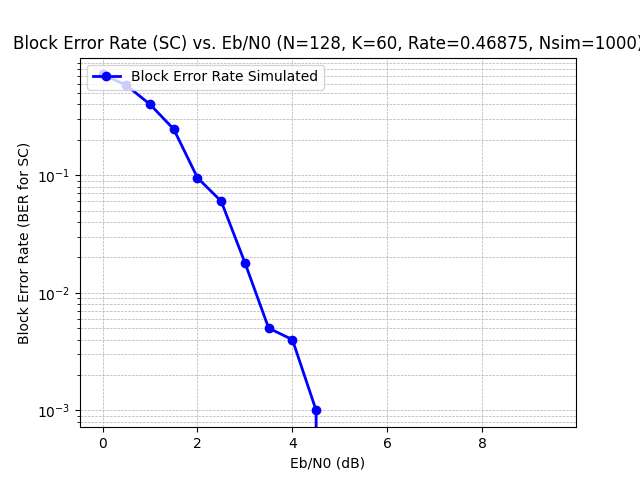 Block Error Rate (SC) vs. Eb/N0 (N=128, K=60, Rate=0.46875, Nsim=1000)
Block Error Rate Simulated
Block Error Rate (BER for SC)
10⁻¹
10⁻²
10⁻³
0 2 4 6 8
Eb/N0 (dB)